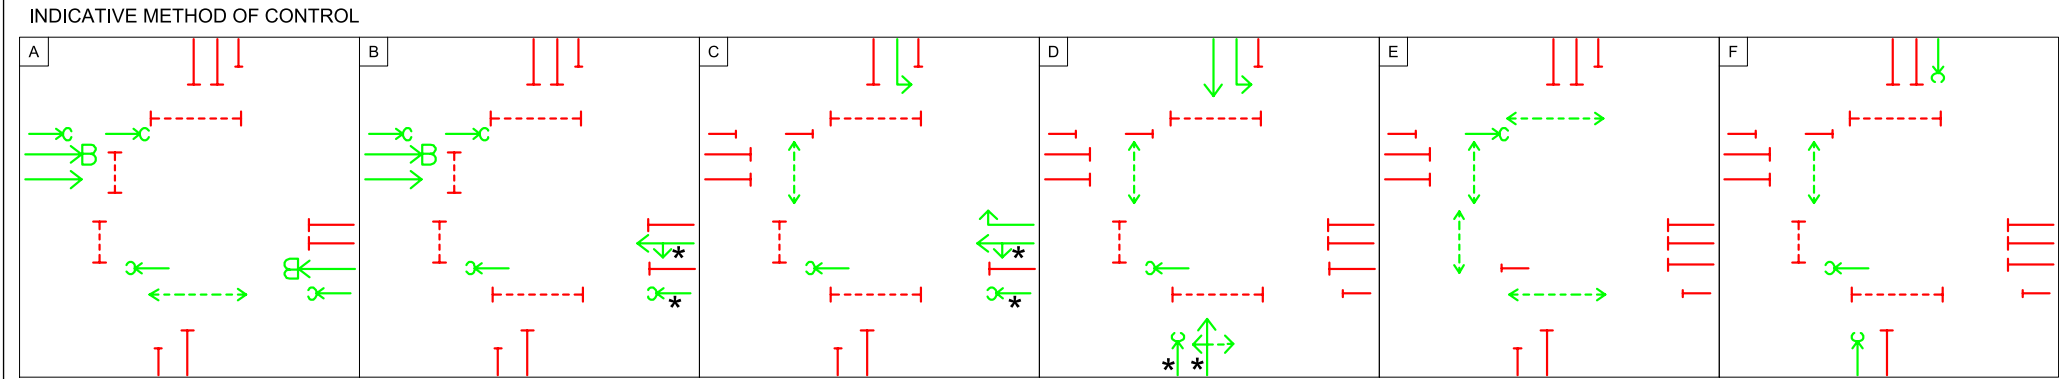 INDICATIVE METHOD OF CONTROL
A B C D E F
C C C
B B
C C C C
B
*
*
*
*
C C C
B
C C C C C C C
* *